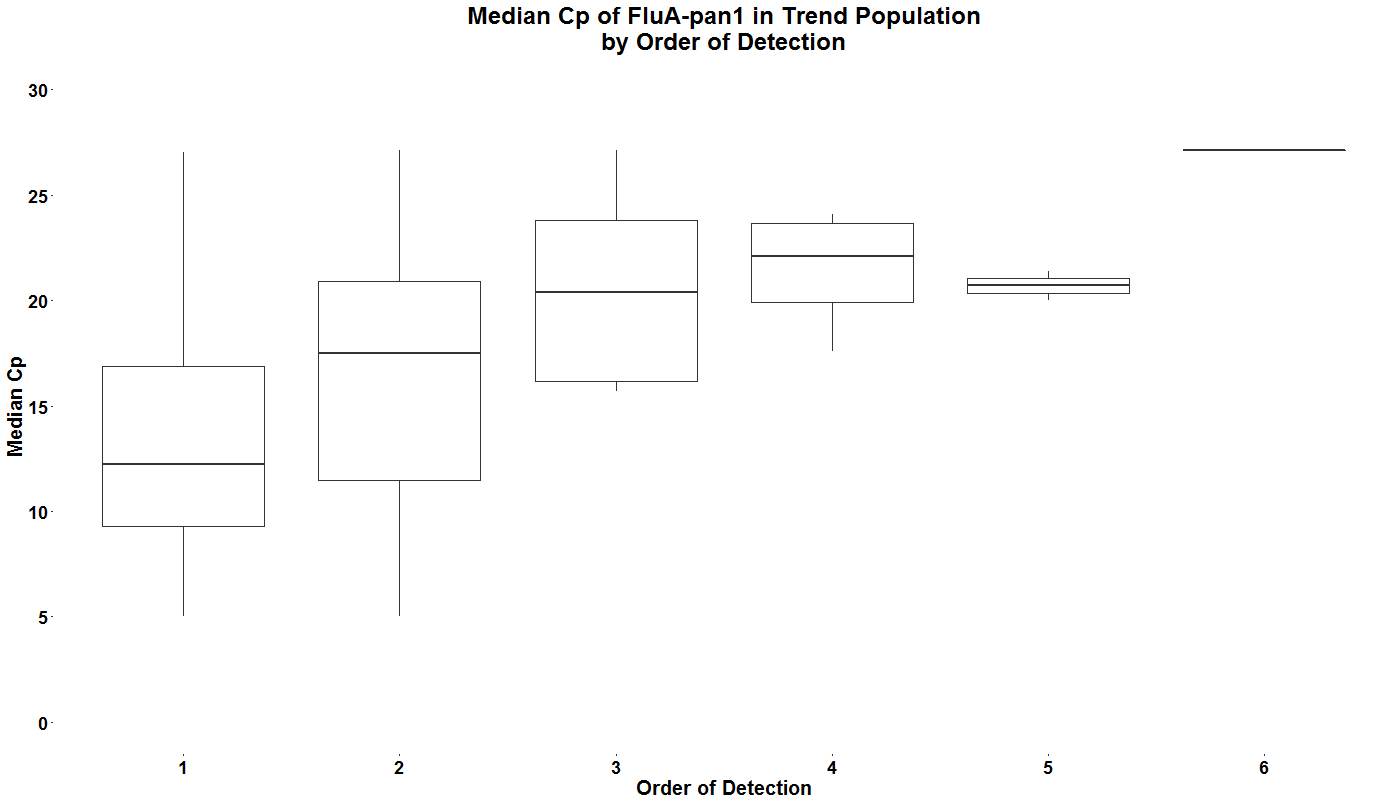 Median Cp of FluA-pan1 in Trend Population
by Order of Detection
30
25
20
15
10
5
0
Median Cp
1 2 3 4 5 6
Order of Detection